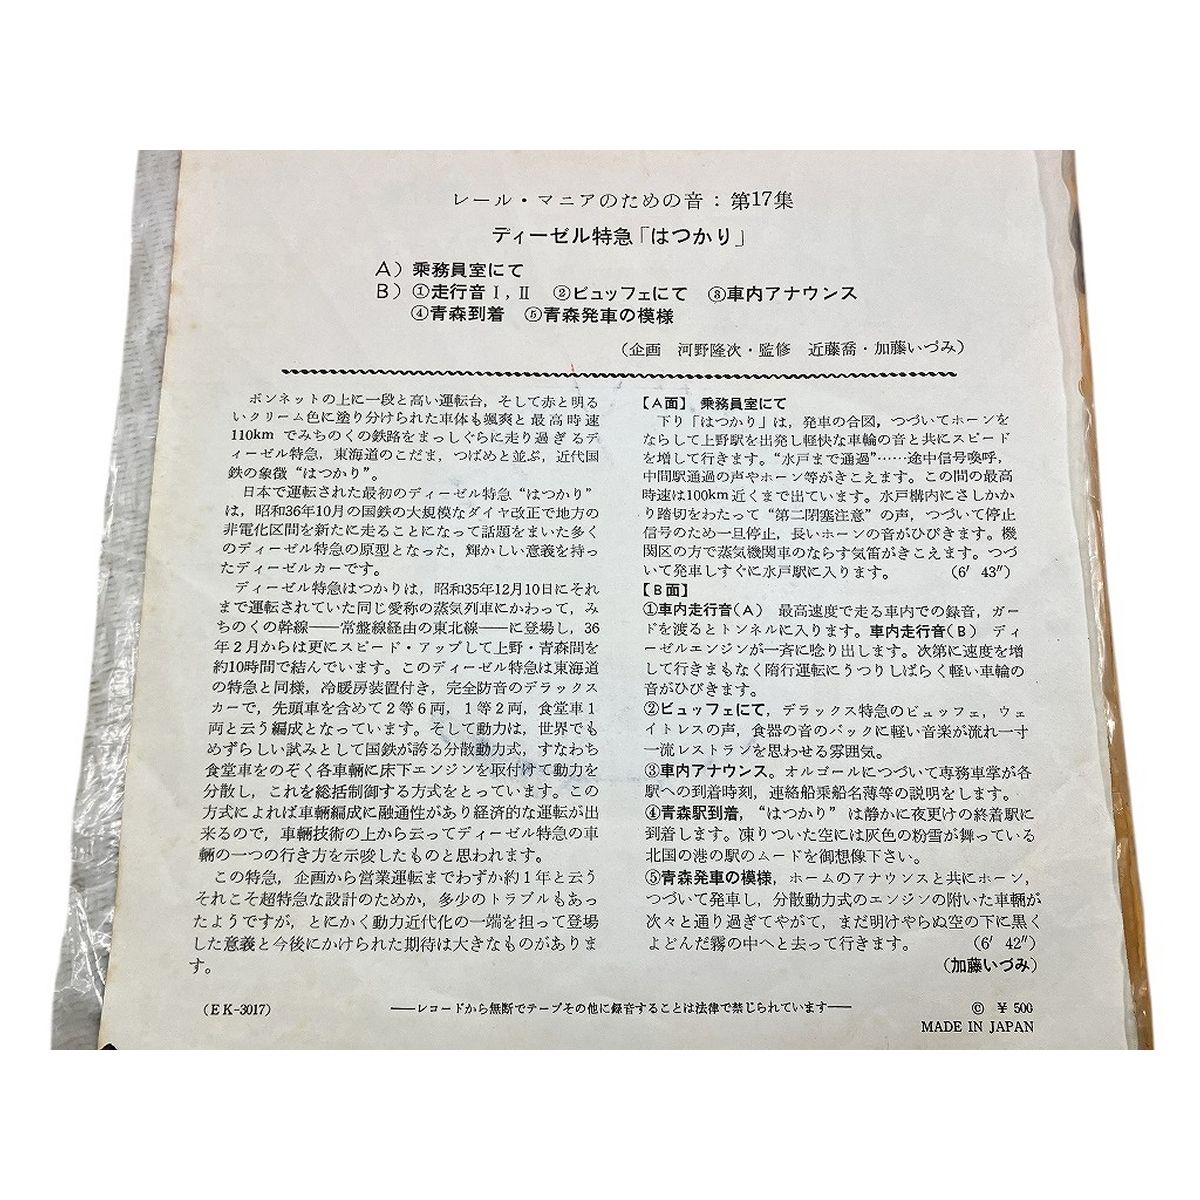 レール・マニアのための音：第17集
ディーゼル特急「はつかり」
A）乗務員室にて
B）①走行音Ⅰ,Ⅱ　②ビュッフェにて　③車内アナウンス
④青森到着　⑤青森発車の模様
（企画　河野隆次・監修　近藤喬・加藤いづみ）
ボンネットの上に一段と高い運転台，そして赤と明る
いクリーム色に塗り分けられた車体も颯爽と最高時速
110kmでみちのくの鉄路をまっしぐらに走り過ぎるデ
ィーゼル特急，東海道のこだま，つばめと並ぶ，近代国
鉄の象徴“はつかり”。
日本で運転された最初のディーゼル特急“はつかり”
は，昭和36年10月の国鉄の大規模なダイヤ改正で地方の
非電化区間を新たに走ることになって話題をまいた多く
のディーゼル特急の原型となった，輝かしい意義を持っ
たディーゼルカーです。
ディーゼル特急はつかりは，昭和35年12月10日にそれ
まで運転されていた同じ愛称の蒸気列車にかわって，み
ちのくの幹線――常盤線経由の東北線――に登場し，36
年2月からは更にスピード・アップして上野・青森間を
約10時間で結んでいます。このディーゼル特急は東海道
の特急と同様，冷暖房装置付き，完全防音のデラックス
カーで，先頭車を含めて2等6両，1等2両，食堂車1
両と云う編成となっています。そして動力は，世界でも
めずらしい試みとして国鉄が誇る分散動力式，すなわち
食堂車をのぞく各車輛に床下エンジンを取付けて動力を
分散し，これを総括制御する方式をとっています。この
方式によれば車輛編成に融通性があり経済的な運転が出
来るので，車輛技術の上から云ってディーゼル特急の車
輛の一つの行き方を示唆したものと思われます。
この特急，企画から営業運転までわずか約1年と云う
それこそ超特急な設計のためか，多少のトラブルもあっ
たようですが，とにかく動力近代化の一端を担って登場
した意義と今後にかけられた期待は大きなものがありま
す。
【A面】乗務員室にて
下り「はつかり」は，発車の合図，つづいてホーンを
ならして上野駅を出発し軽快な車輪の音と共にスピード
を増して行きます。“水戸まで通過”……途中信号喚呼，
中間駅通過の声やホーン等がきこえます。この間の最高
時速は100km近くまで出ています。水戸構内にさしかか
り踏切をわたって“第二閉塞注意”の声，つづいて停止
信号のため一旦停止，長いホーンの音がひびきます。機
関区の方で蒸気機関車のならす気笛がきこえます。つづ
いて発車しすぐに水戸駅に入ります。　（6′ 43″）
【B面】
①車内走行音（A）　最高速度で走る車内での録音，ガー
ドを渡るとトンネルに入ります。車内走行音（B）　ディ
ーゼルエンジンが一斉に唸り出します。次第に速度を増
して行きまもなく隋行運転にうつりしばらく軽い車輪の
音がひびきます。
②ビュッフェにて，デラックス特急のビュッフェ，ウェ
イトレスの声，食器の音のバックに軽い音楽が流れ一寸
一流レストランを思わせる雰囲気。
③車内アナウンス。オルゴールにつづいて専務車掌が各
駅への到着時刻，連絡船乗船名薄等の説明をします。
④青森駅到着，“はつかり”は静かに夜更けの終着駅に
到着します。凍りついた空には灰色の粉雪が舞っている
北国の港の駅のムードを御想像下さい。
⑤青森発車の模様，ホームのアナウンスと共にホーン，
つづいて発車し，分散動力式のエンジンの附いた車輌が
次々と通り過ぎてやがて，まだ明けやらぬ空の下に黒く
よどんだ霧の中へと去って行きます。　（6′ 42″）
（加藤いづみ）
（EK-3017）　――レコードから無断でテープその他に録音することは法律で禁じられています――　Ⓒ ￥500
MADE IN JAPAN